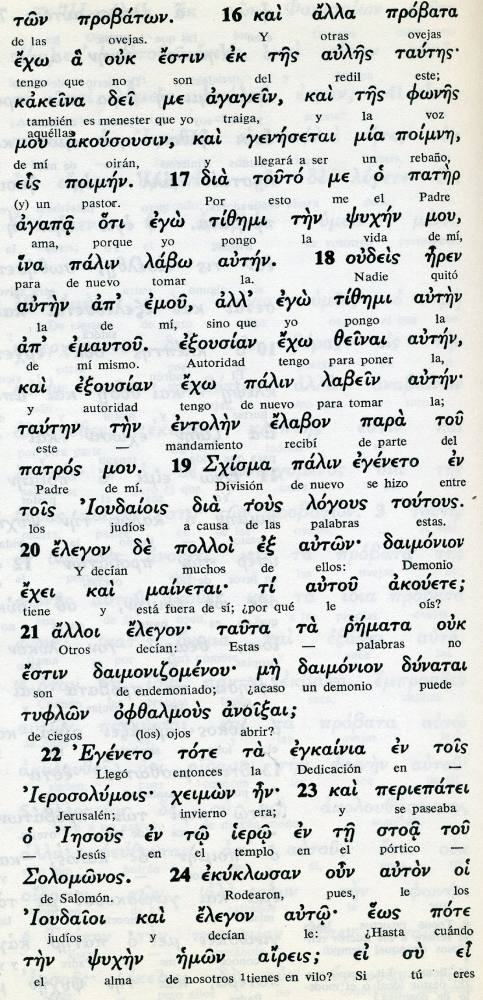 τῶν προβάτων. 16 καὶ ἄλλα πρόβατα
de las ovejas. Y otras ovejas
ἔχω ἃ οὐκ ἔστιν ἐκ τῆς αὐλῆς ταύτης·
tengo que no son del redil este;
κἀκεῖνα δεῖ με ἀγαγεῖν, καὶ τῆς φωνῆς
también es menester que yo traiga, y la voz
aquéllas
μου ἀκούσουσιν, καὶ γενήσεται μία ποίμνη,
de mí oirán, y llegará a ser un rebaño,
εἷς ποιμήν. 17 διὰ τοῦτό με ὁ πατὴρ
(y) un pastor. Por esto me el Padre
ἀγαπᾷ ὅτι ἐγὼ τίθημι τὴν ψυχήν μου,
ama, porque yo pongo la vida de mí,
ἵνα πάλιν λάβω αὐτήν. 18 οὐδεὶς ἦρεν
para de nuevo tomar la. Nadie quitó
αὐτὴν ἀπ' ἐμοῦ, ἀλλ' ἐγὼ τίθημι αὐτὴν
la de mí, sino que yo pongo la
ἀπ' ἐμαυτοῦ. ἐξουσίαν ἔχω θεῖναι αὐτήν,
de mí mismo. Autoridad tengo para poner la,
καὶ ἐξουσίαν ἔχω πάλιν λαβεῖν αὐτήν·
y autoridad tengo de nuevo para tomar la;
ταύτην τὴν ἐντολὴν ἔλαβον παρὰ τοῦ
este — mandamiento recibí de parte del
πατρός μου. 19 Σχίσμα πάλιν ἐγένετο ἐν
Padre de mí. División de nuevo se hizo entre
τοῖς Ἰουδαίοις διὰ τοὺς λόγους τούτους.
los judíos a causa de las palabras estas.
20 ἔλεγον δὲ πολλοὶ ἐξ αὐτῶν· δαιμόνιον
Y decían muchos de ellos: Demonio
ἔχει καὶ μαίνεται· τί αὐτοῦ ἀκούετε;
tiene y está fuera de sí; ¿por qué le oís?
21 ἄλλοι ἔλεγον· ταῦτα τὰ ῥήματα οὐκ
Otros decían: Estas — palabras no
ἔστιν δαιμονιζομένου· μὴ δαιμόνιον δύναται
son de endemoniado; ¿acaso un demonio puede
τυφλῶν ὀφθαλμοὺς ἀνοῖξαι;
de ciegos (los) ojos abrir?
22 Ἐγένετο τότε τὰ ἐγκαίνια ἐν τοῖς
Llegó entonces la Dedicación en —
Ἱεροσολύμοις· χειμὼν ἦν· 23 καὶ περιεπάτει
Jerusalén; invierno era; y se paseaba
ὁ Ἰησοῦς ἐν τῷ ἱερῷ ἐν τῇ στοᾷ τοῦ
— Jesús en el templo en el pórtico —
Σολομῶνος. 24 ἐκύκλωσαν οὖν αὐτὸν οἱ
de Salomón. Rodearon, pues, le los
Ἰουδαῖοι καὶ ἔλεγον αὐτῷ· ἕως πότε
judíos y decían le: ¿Hasta cuándo
τὴν ψυχὴν ἡμῶν αἴρεις; εἰ σὺ εἶ
el alma de nosotros 1tienes en vilo? Si tú eres